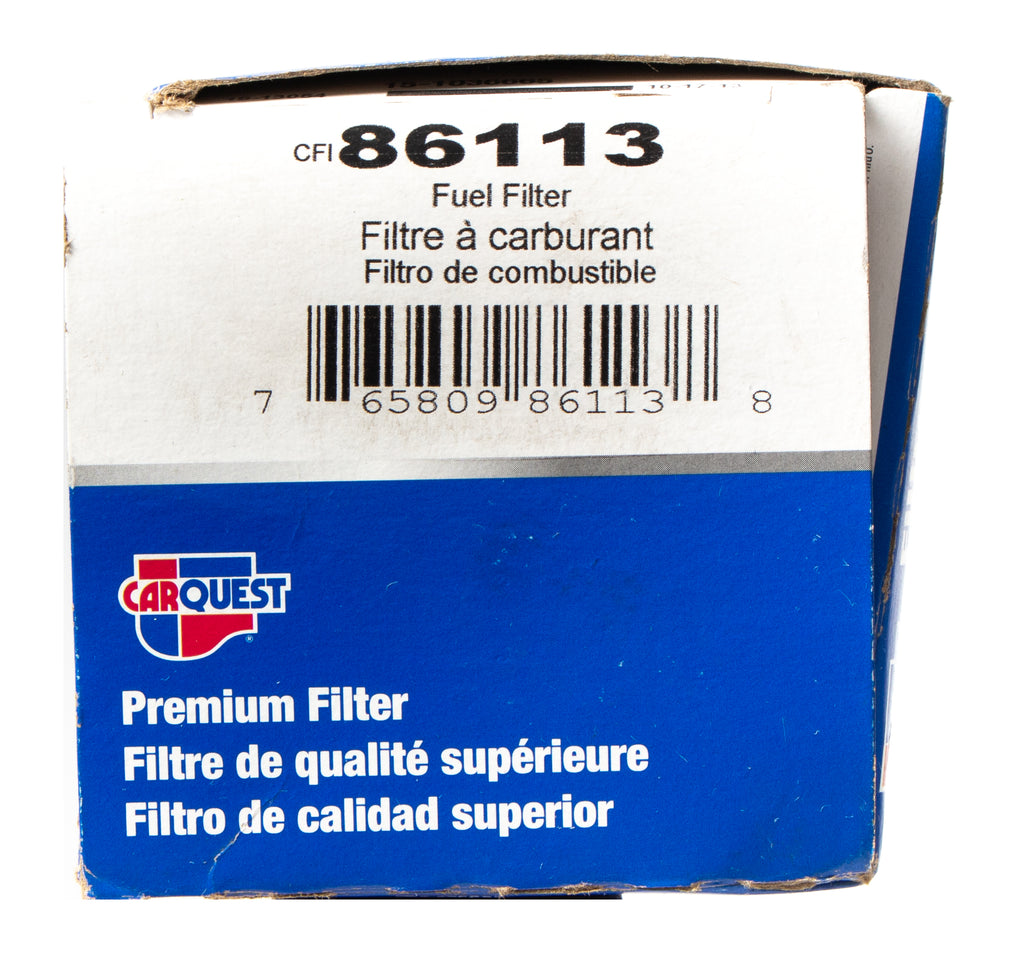 CFI 86113
Fuel Filter
Filtre à carburant
Filtro de combustible
7 65809 86113 8
CARQUEST
®
Premium Filter
Filtre de qualité supérieure
Filtro de calidad superior